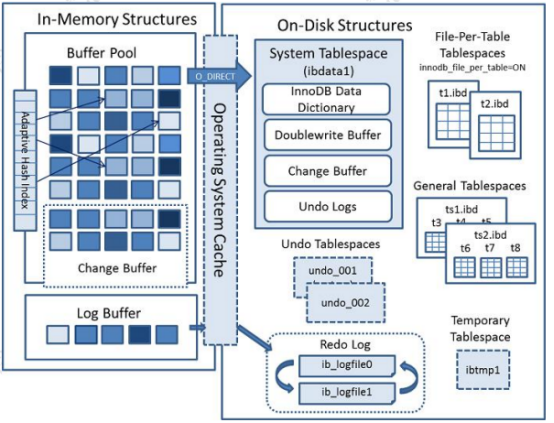 In-Memory Structures
Buffer Pool
Adaptive Hash Index
Change Buffer
Log Buffer
O_DIRECT
Operating System Cache
On-Disk Structures
System Tablespace
(ibdata1)
InnoDB Data
Dictionary
Doublewrite Buffer
Change Buffer
Undo Logs
Undo Tablespaces
undo_001
undo_002
Redo Log
ib_logfile0
ib_logfile1
File-Per-Table
Tablespaces
innodb_file_per_table=ON
t1.ibd
t2.ibd
General Tablespaces
ts1.ibd
t3
ts2.ibd
t6 t7 t8
Temporary
Tablespace
ibtmp1